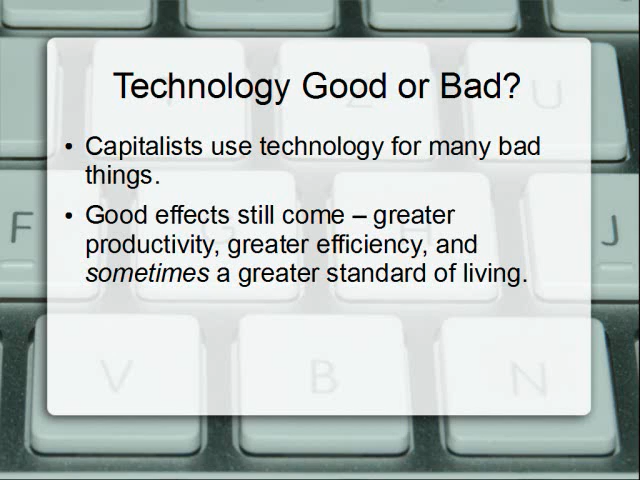 Technology Good or Bad?
• Capitalists use technology for many bad
things.
• Good effects still come – greater
productivity, greater efficiency, and
sometimes a greater standard of living.
U
F
G
H
J
V
B
N